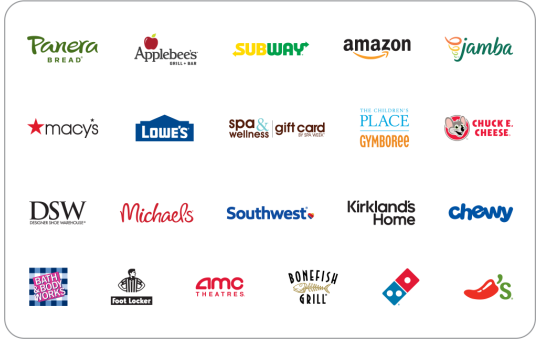 Panera
BREAD®
Applebee's
GRILL + BAR
SUBWAY
amazon
jamba
macy's
LOWE'S
spa & wellness | gift card
BY SPA WEEK
THE CHILDREN'S
PLACE
GYMBOREE
CHUCK E.
CHEESE
DSW
DESIGNER SHOE WAREHOUSE
Michaels
Southwest
Kirkland's
Home
chewy
BATH
& BODY
WORKS
Foot Locker
amc
THEATRES
BONEFISH
GRILL
's